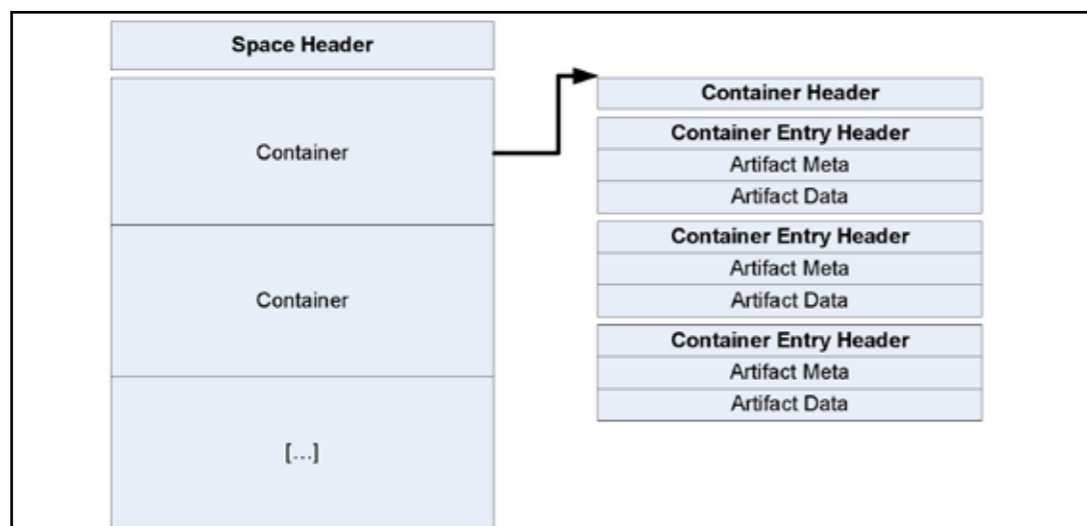 Space Header
Container
Container
[...]
Container Header
Container Entry Header
Artifact Meta
Artifact Data
Container Entry Header
Artifact Meta
Artifact Data
Container Entry Header
Artifact Meta
Artifact Data